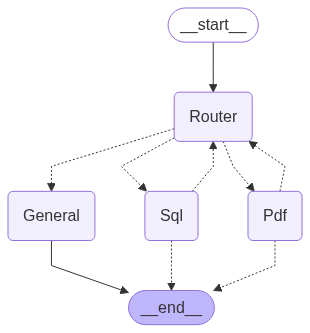 __start__
Router
General
Sql
Pdf
__end__